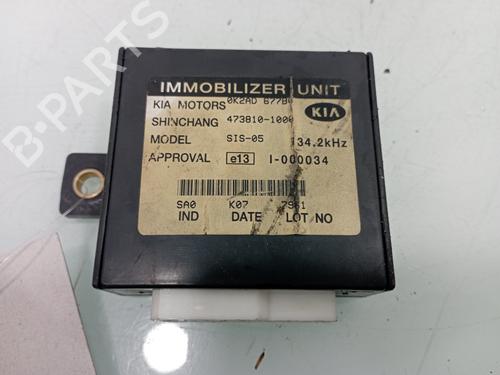 IMMOBILIZER UNIT
KIA MOTORS 0K2AD 677B0
KIA
SHINCHANG 473810-1000
MODEL SIS-05 134.2kHz
APPROVAL e13 I-000034
SA0 K07 7961
IND DATE LOT NO
B-Parts